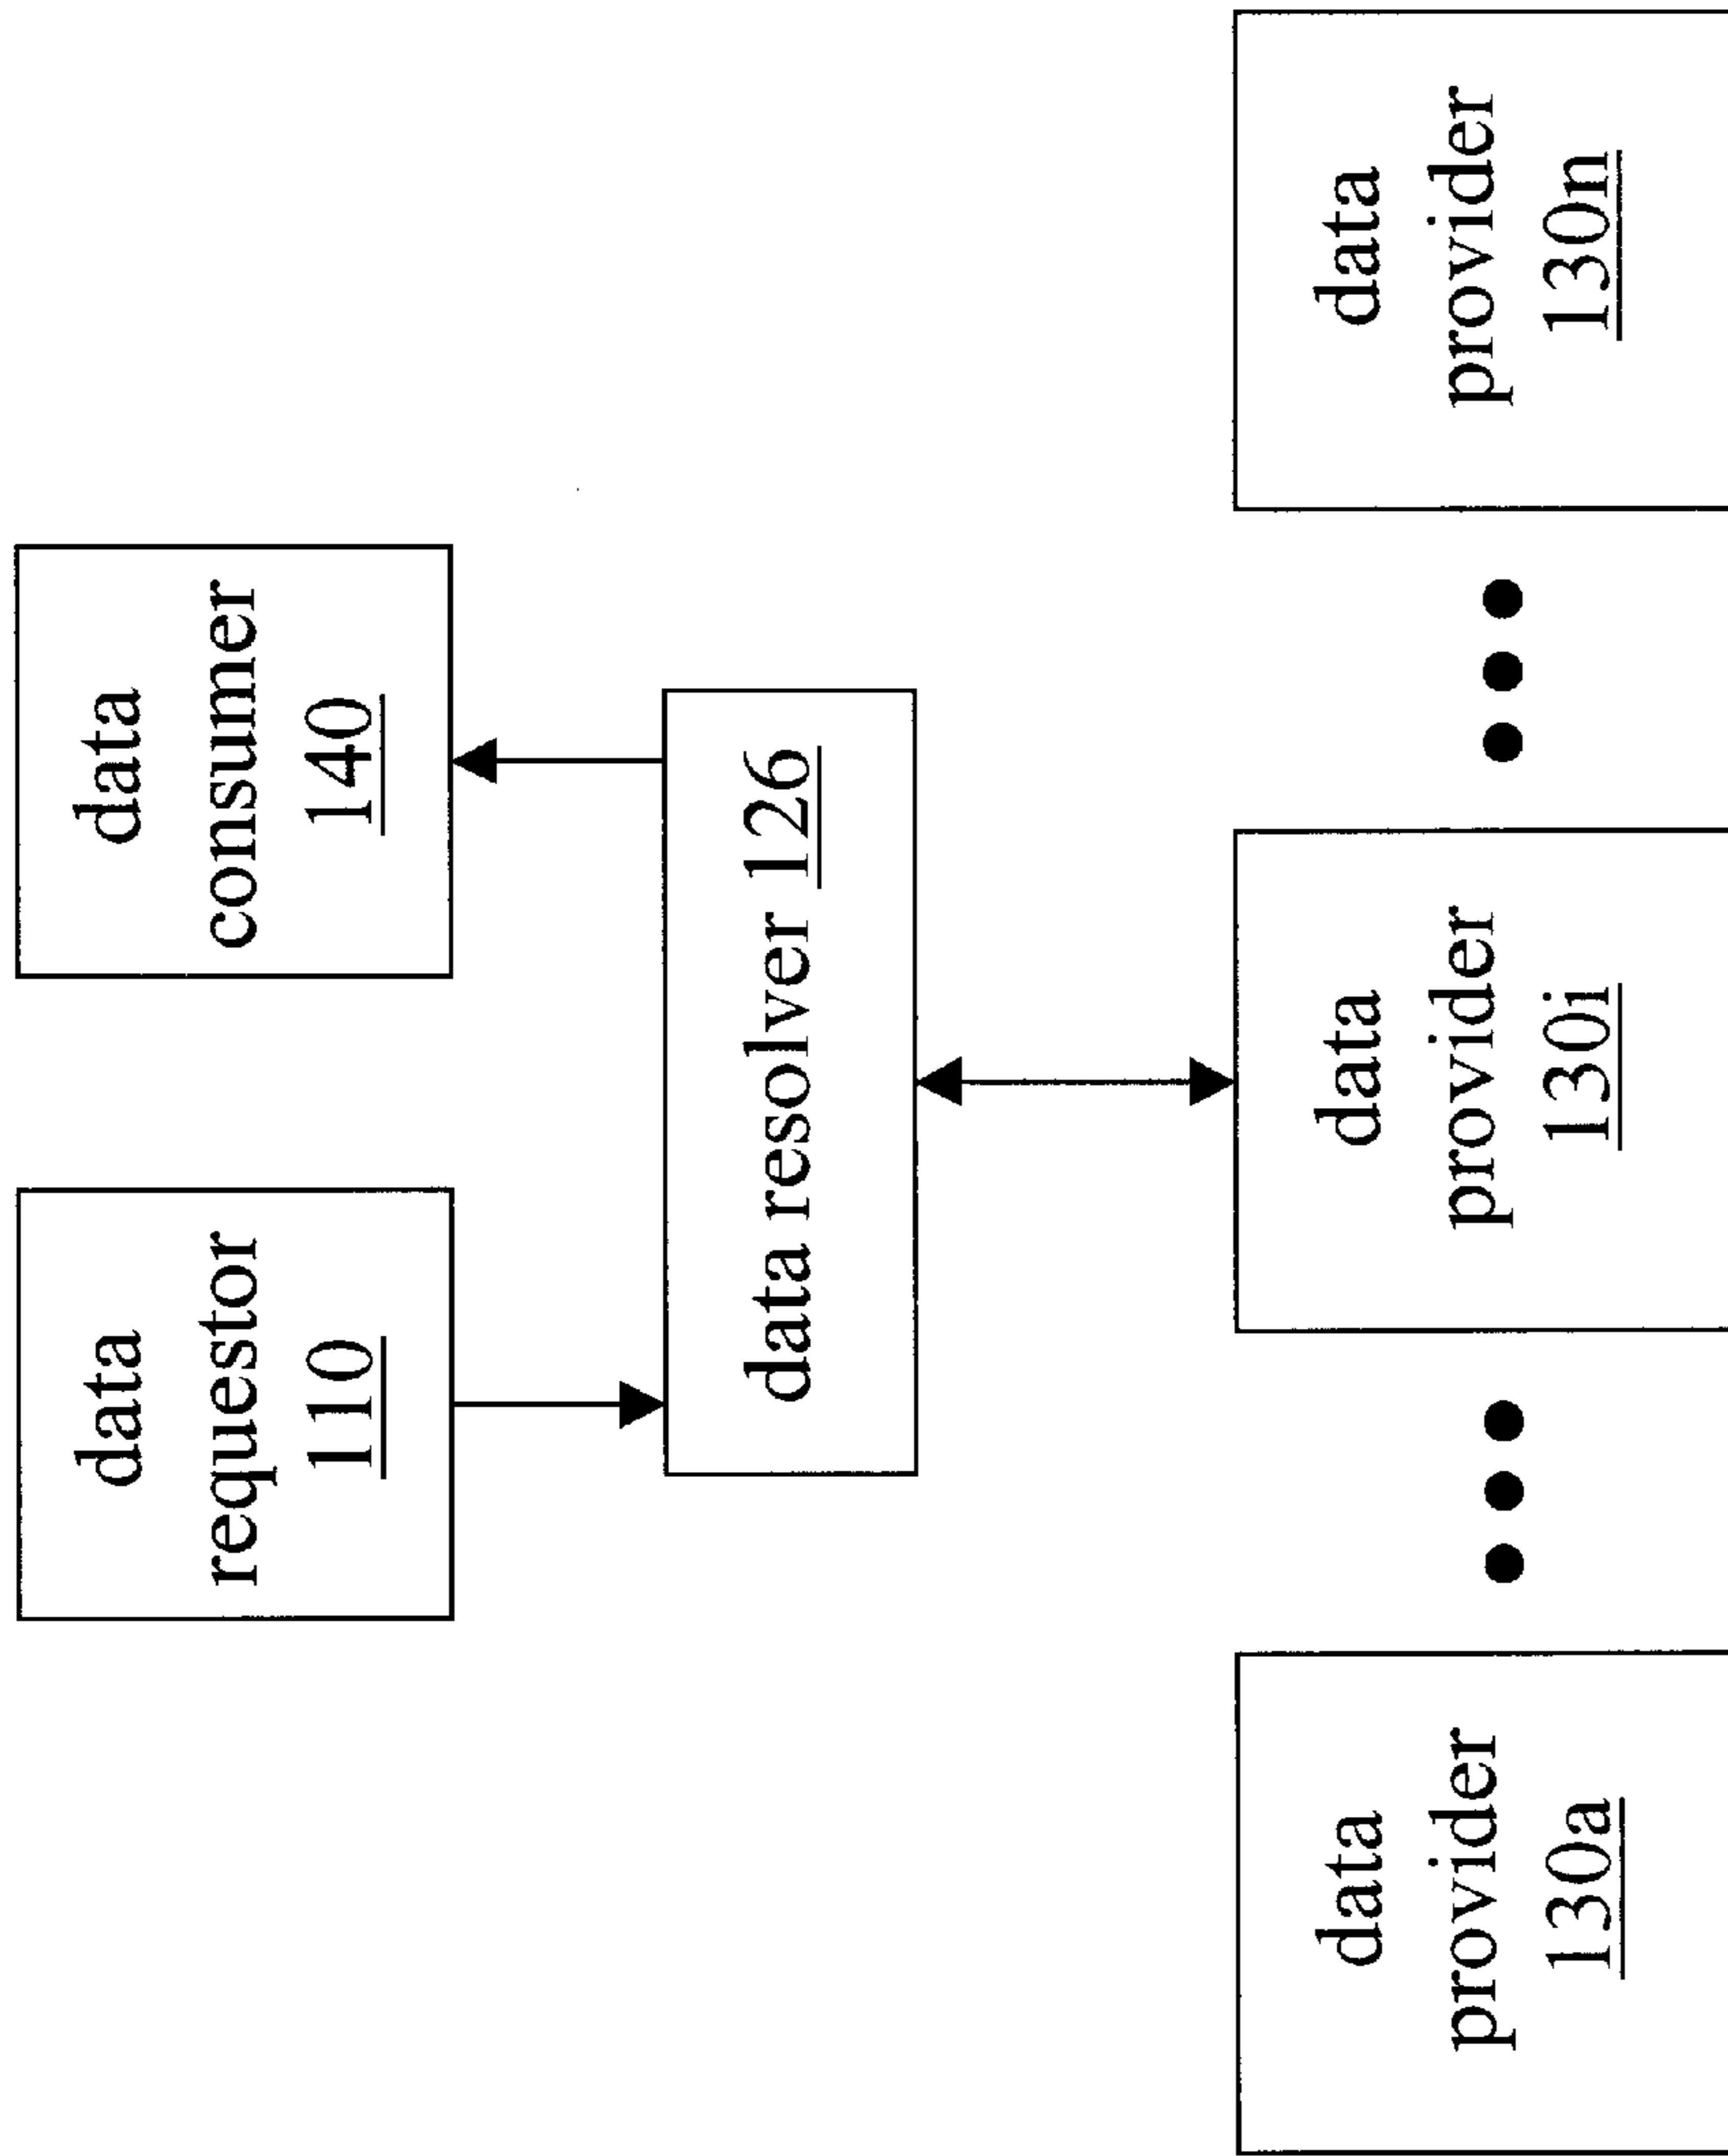 data
requestor
110
data
consumer
140
data resolver 126
data
provider
130a
data
provider
130i
data
provider
130n